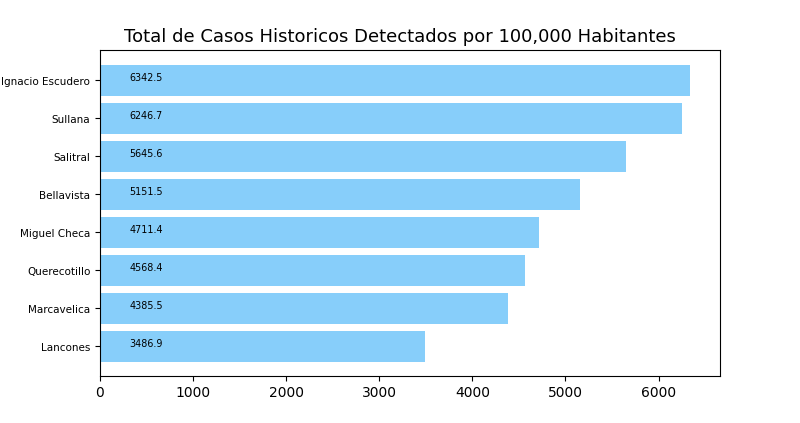 Total de Casos Historicos Detectados por 100,000 Habitantes
Ignacio Escudero 6342.5
Sullana 6246.7
Salitral 5645.6
Bellavista 5151.5
Miguel Checa 4711.4
Querecotillo 4568.4
Marcavelica 4385.5
Lancones 3486.9
0 1000 2000 3000 4000 5000 6000